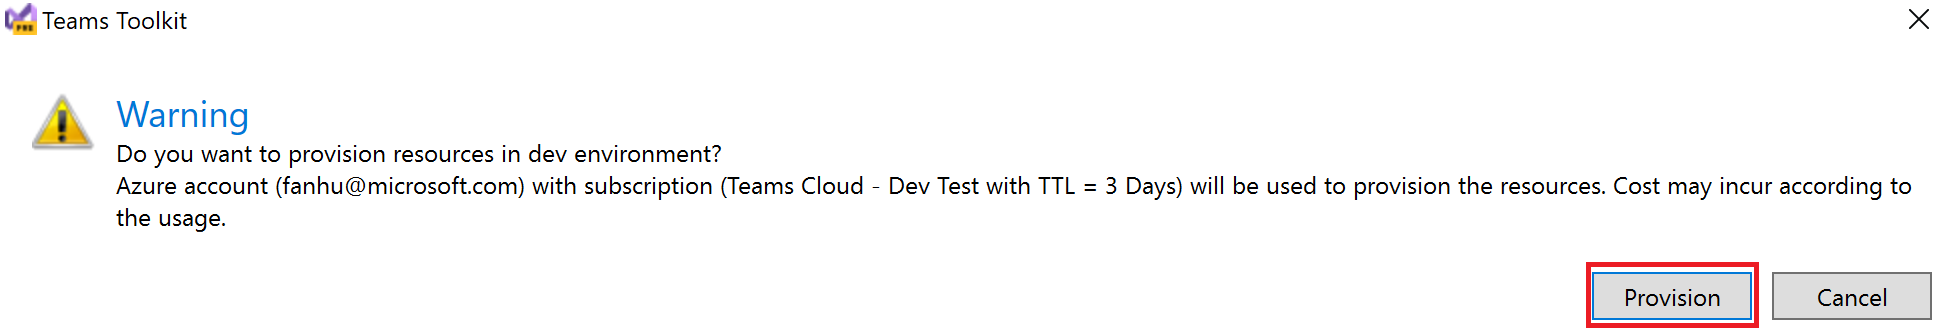 Teams Toolkit
Warning
Do you want to provision resources in dev environment?
Azure account (fanhu@microsoft.com) with subscription (Teams Cloud - Dev Test with TTL = 3 Days) will be used to provision the resources. Cost may incur according to
the usage.
Provision
Cancel